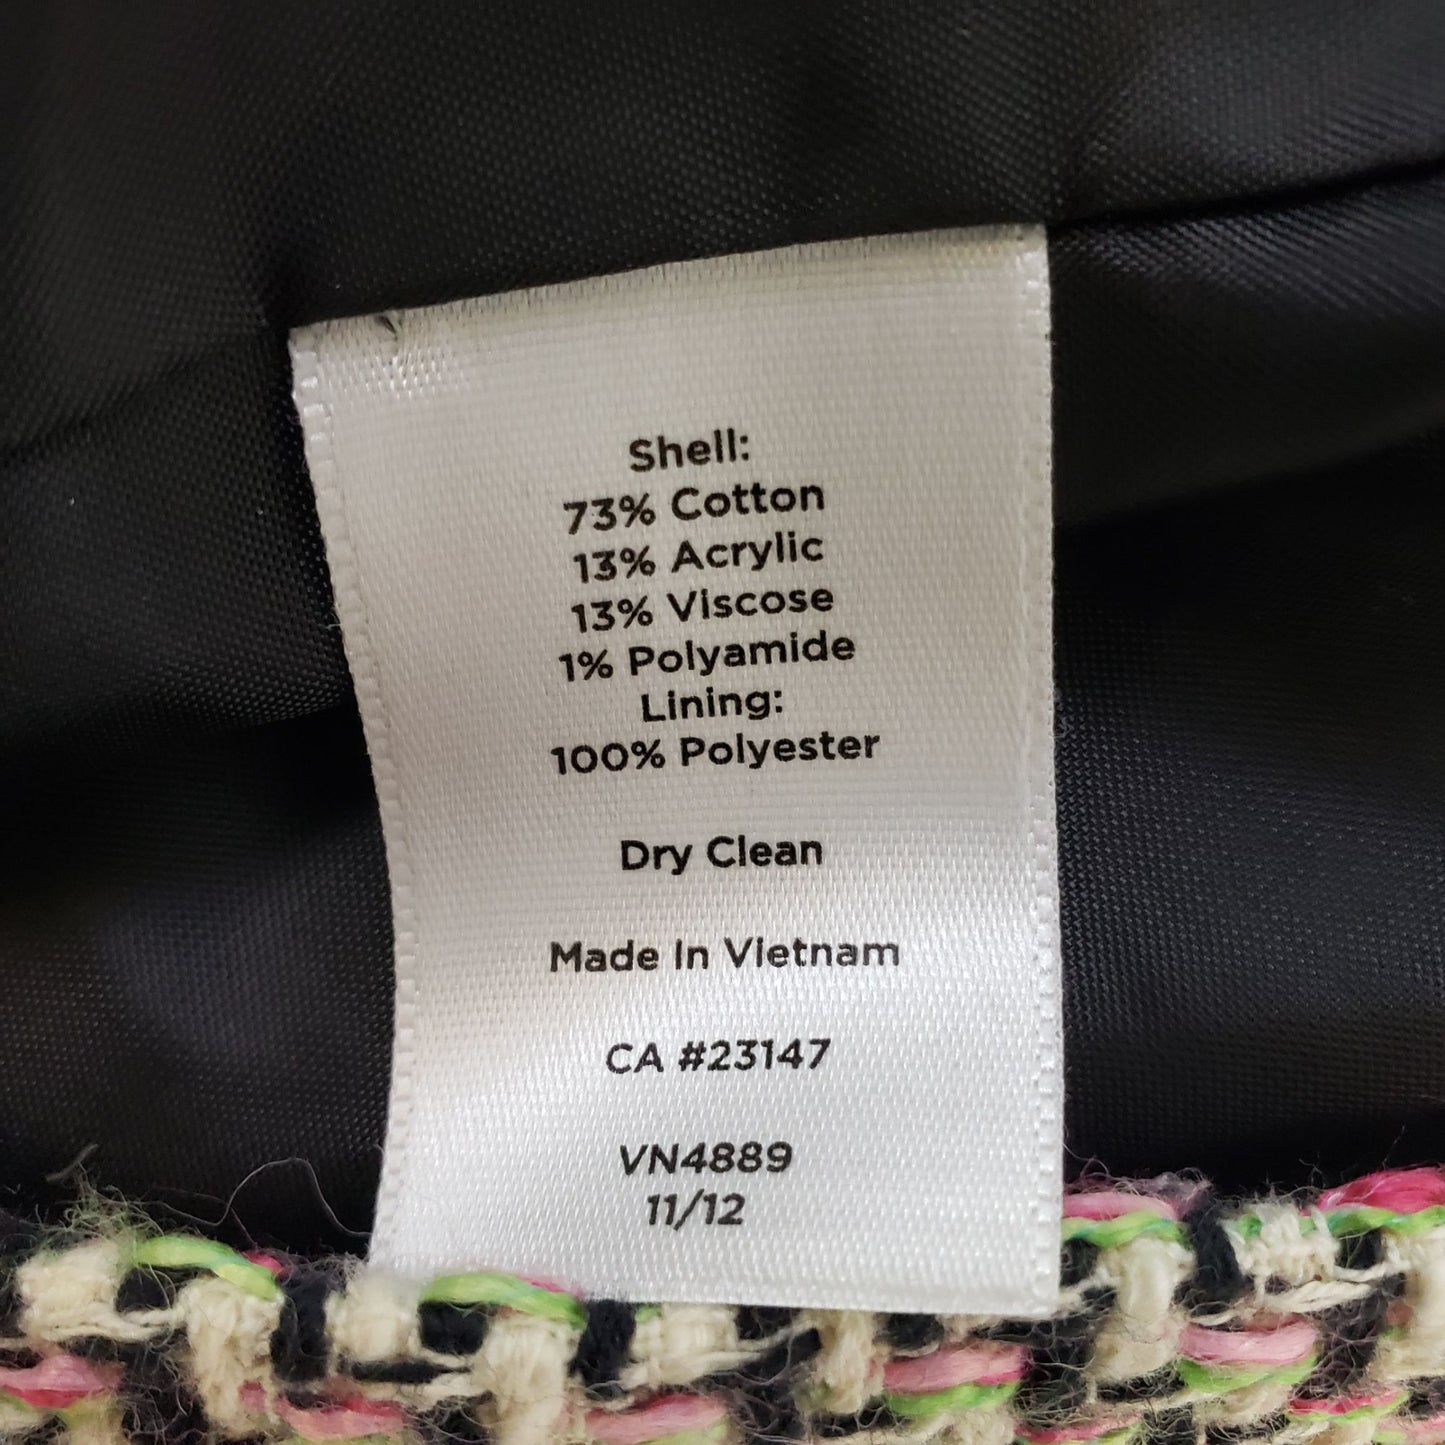 Shell:
73% Cotton
13% Acrylic
13% Viscose
1% Polyamide
Lining:
100% Polyester
Dry Clean
Made In Vietnam
CA #23147
VN4889
11/12